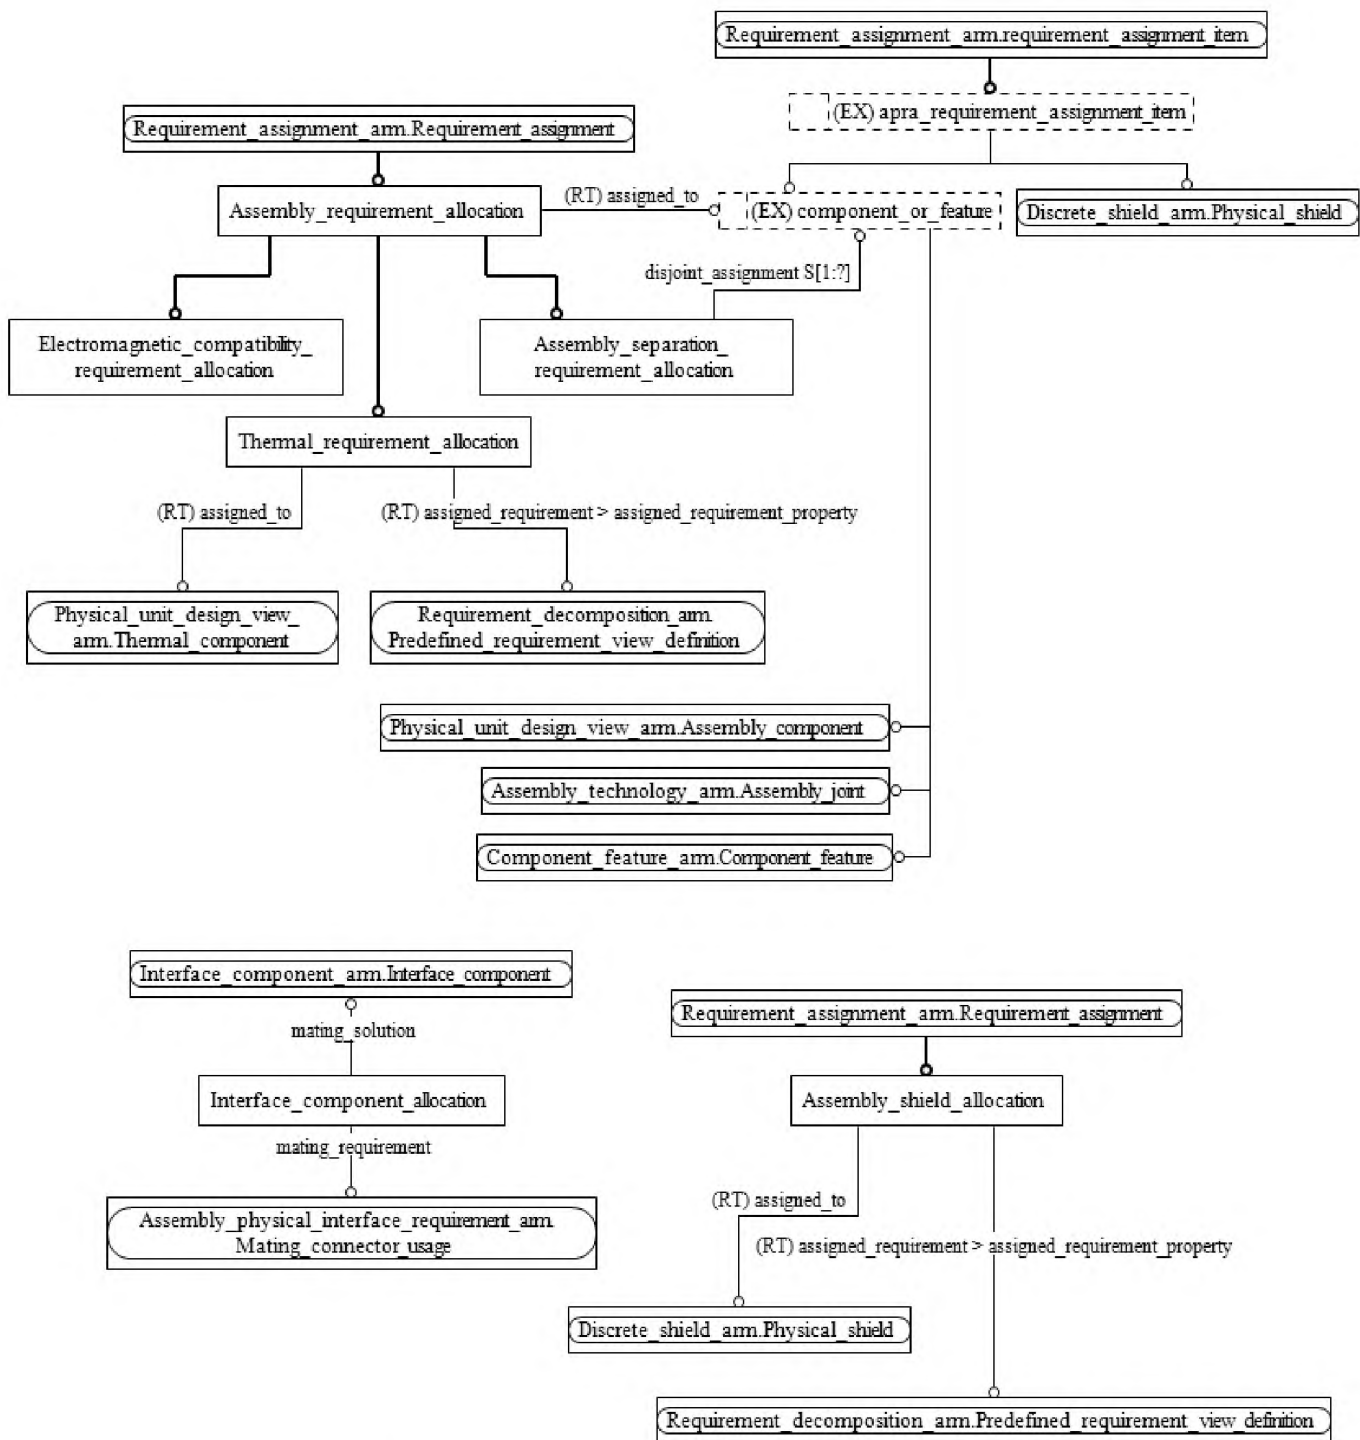 Requirement_assignment_arm.requirement_assignment_item
(EX) apra_requirement_assignment_item
Requirement_assignment_arm.Requirement_assignment
Assembly_requirement_allocation
(RT) assigned_to
(EX) component_or_feature
Discrete_shield_arm.Physical_shield
disjoint_assignment S[1:?]
Electromagnetic_compatibility_
requirement_allocation
Assembly_separation_
requirement_allocation
Thermal_requirement_allocation
(RT) assigned_to
(RT) assigned_requirement > assigned_requirement_property
Physical_unit_design_view_
arm.Thermal_component
Requirement_decomposition_arm.
Predefined_requirement_view_definition
Physical_unit_design_view_arm.Assembly_component
Assembly_technology_arm.Assembly_joint
Component_feature_arm.Component_feature
Interface_component_arm.Interface_component
mating_solution
Interface_component_allocation
mating_requirement
Assembly_physical_interface_requirement_arm.
Mating_connector_usage
Requirement_assignment_arm.Requirement_assignment
Assembly_shield_allocation
(RT) assigned_to
(RT) assigned_requirement > assigned_requirement_property
Discrete_shield_arm.Physical_shield
Requirement_decomposition_arm.Predefined_requirement_view_definition